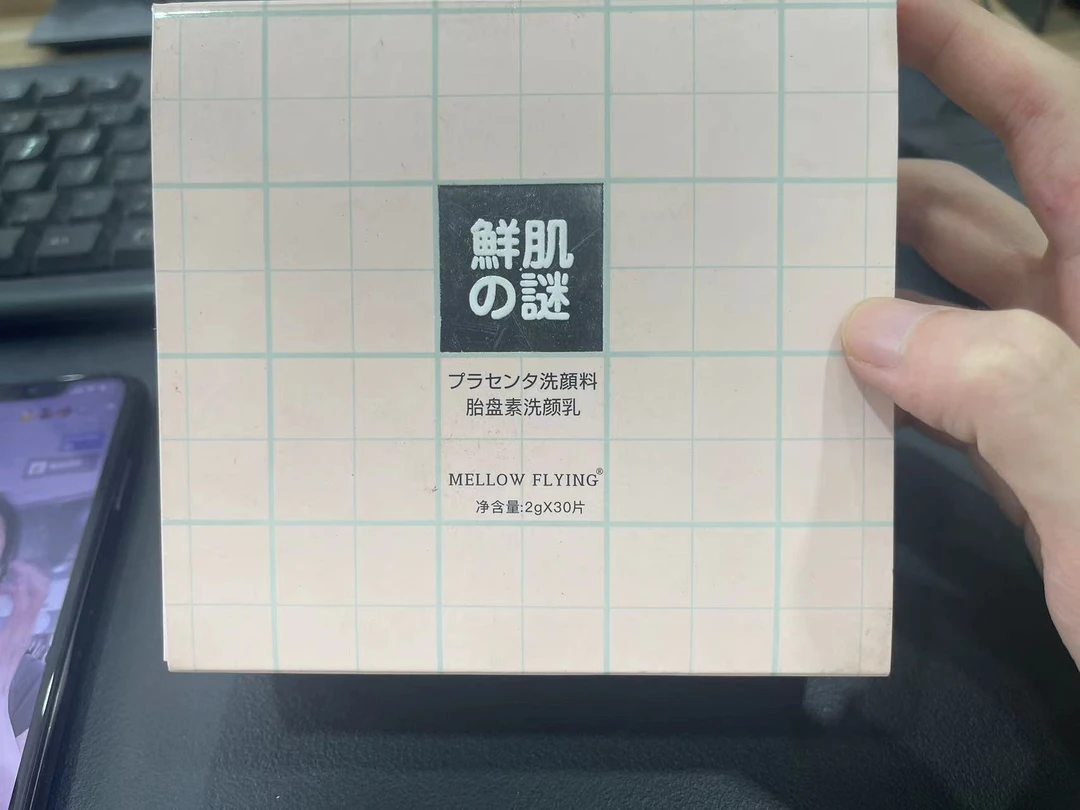 鮮肌
の謎
プラセンタ洗顔料
胎盘素洗颜乳
MELLOW FLYING®
净含量:2gX30片